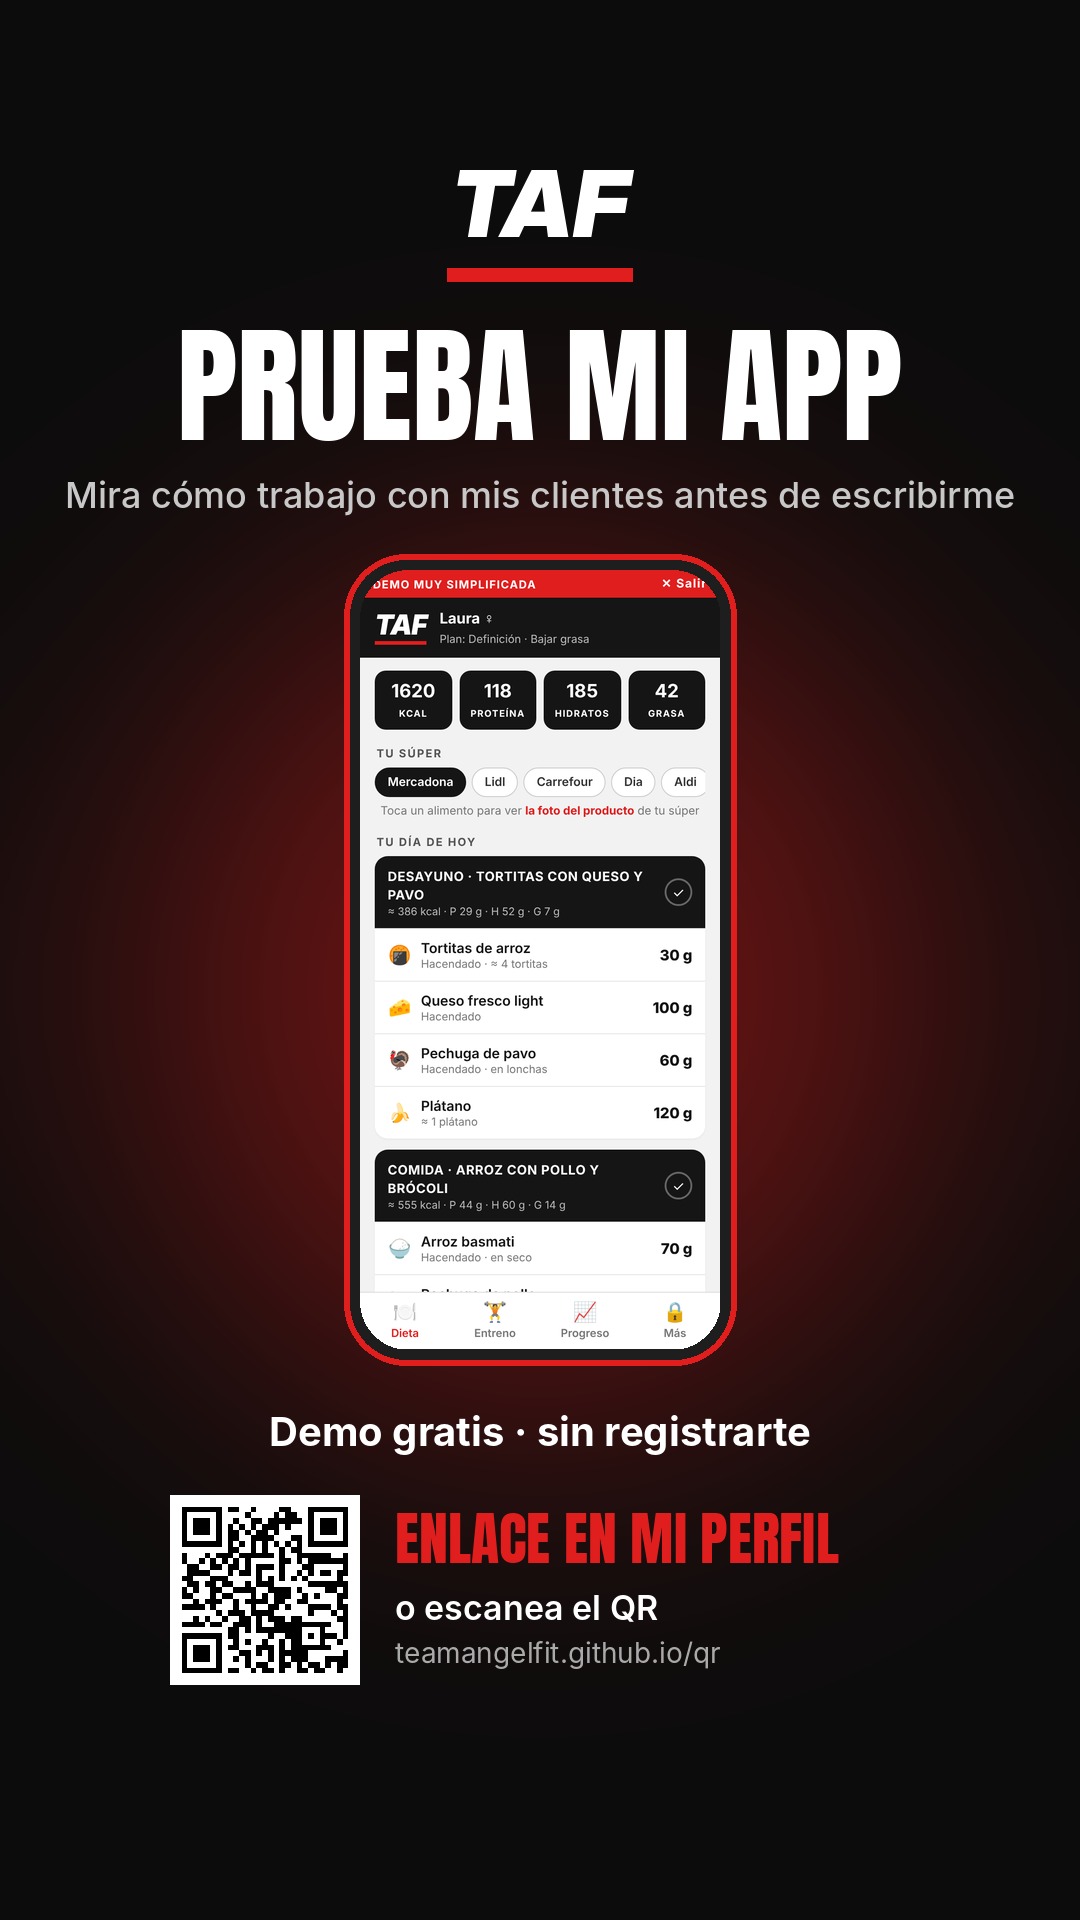 TAF
PRUEBA MI APP
Mira cómo trabajo con mis clientes antes de escribirme
DEMO MUY SIMPLIFICADA
✕ Salir
TAF
Laura ♀
Plan: Definición · Bajar grasa
1620
KCAL
118
PROTEÍNA
185
HIDRATOS
42
GRASA
TU SÚPER
Mercadona
Lidl
Carrefour
Dia
Aldi
Toca un alimento para ver la foto del producto de tu súper
TU DÍA DE HOY
DESAYUNO · TORTITAS CON QUESO Y
PAVO
≈ 386 kcal · P 29 g · H 52 g · G 7 g
Tortitas de arroz
30 g
Hacendado · ≈ 4 tortitas
Queso fresco light
100 g
Hacendado
Pechuga de pavo
60 g
Hacendado · en lonchas
Plátano
120 g
≈ 1 plátano
COMIDA · ARROZ CON POLLO Y
BRÓCOLI
≈ 555 kcal · P 44 g · H 60 g · G 14 g
Arroz basmati
70 g
Hacendado · en seco
Dieta
Entreno
Progreso
Más
Demo gratis · sin registrarte
ENLACE EN MI PERFIL
o escanea el QR
teamangelfit.github.io/qr